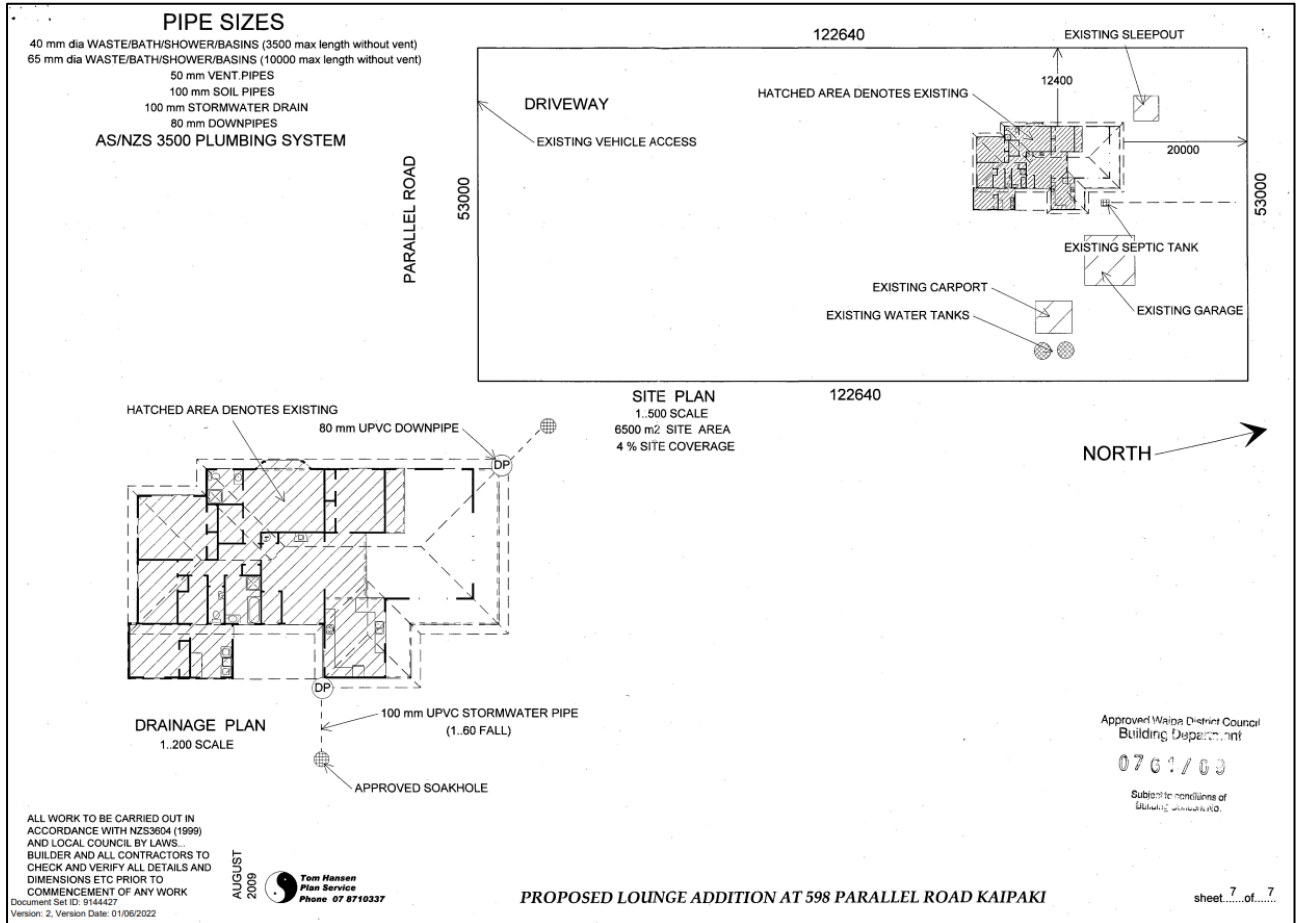 PIPE SIZES
40 mm dia WASTE/BATH/SHOWER/BASINS (3500 max length without vent)
65 mm dia WASTE/BATH/SHOWER/BASINS (10000 max length without vent)
50 mm VENT.PIPES
100 mm SOIL PIPES
100 mm STORMWATER DRAIN
80 mm DOWNPIPES
AS/NZS 3500 PLUMBING SYSTEM
122640
EXISTING SLEEPOUT
12400
HATCHED AREA DENOTES EXISTING
DRIVEWAY
EXISTING VEHICLE ACCESS
20000
PARALLEL ROAD
53000
53000
EXISTING SEPTIC TANK
EXISTING CARPORT
EXISTING GARAGE
EXISTING WATER TANKS
122640
SITE PLAN
1..500 SCALE
6500 m2 SITE AREA
4 % SITE COVERAGE
NORTH
HATCHED AREA DENOTES EXISTING
80 mm UPVC DOWNPIPE
DP
DP
100 mm UPVC STORMWATER PIPE
(1..60 FALL)
DRAINAGE PLAN
1..200 SCALE
APPROVED SOAKHOLE
Approved Waipa District Council
Building Department
Subject to conditions of
ALL WORK TO BE CARRIED OUT IN
ACCORDANCE WITH NZS3604 (1999)
AND LOCAL COUNCIL BY LAWS...
BUILDER AND ALL CONTRACTORS TO
CHECK AND VERIFY ALL DETAILS AND
DIMENSIONS ETC PRIOR TO
COMMENCEMENT OF ANY WORK
AUGUST
2009
Tom Hansen
Plan Service
Phone 07 8710337
Document Set ID: 9144427
Version: 2, Version Date: 01/06/2022
PROPOSED LOUNGE ADDITION AT 598 PARALLEL ROAD KAIPAKI
sheet..7...of..7..